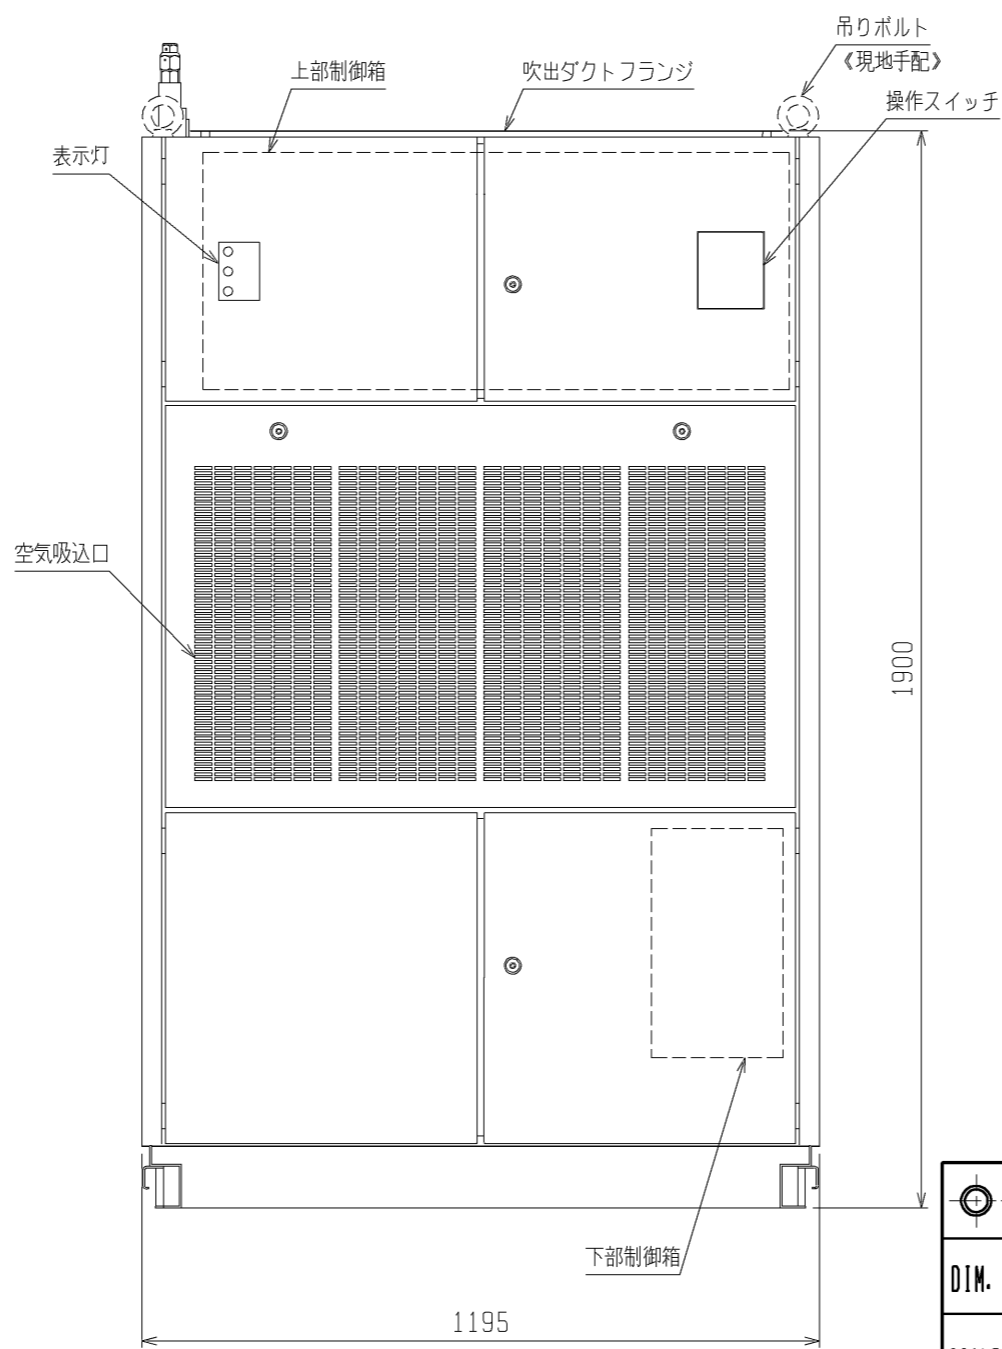 吊りボルト
《現地手配》
上部制御箱
吹出ダクトフランジ
操作スイッチ
表示灯
空気吸込口
1900
下部制御箱
DIM.
1195